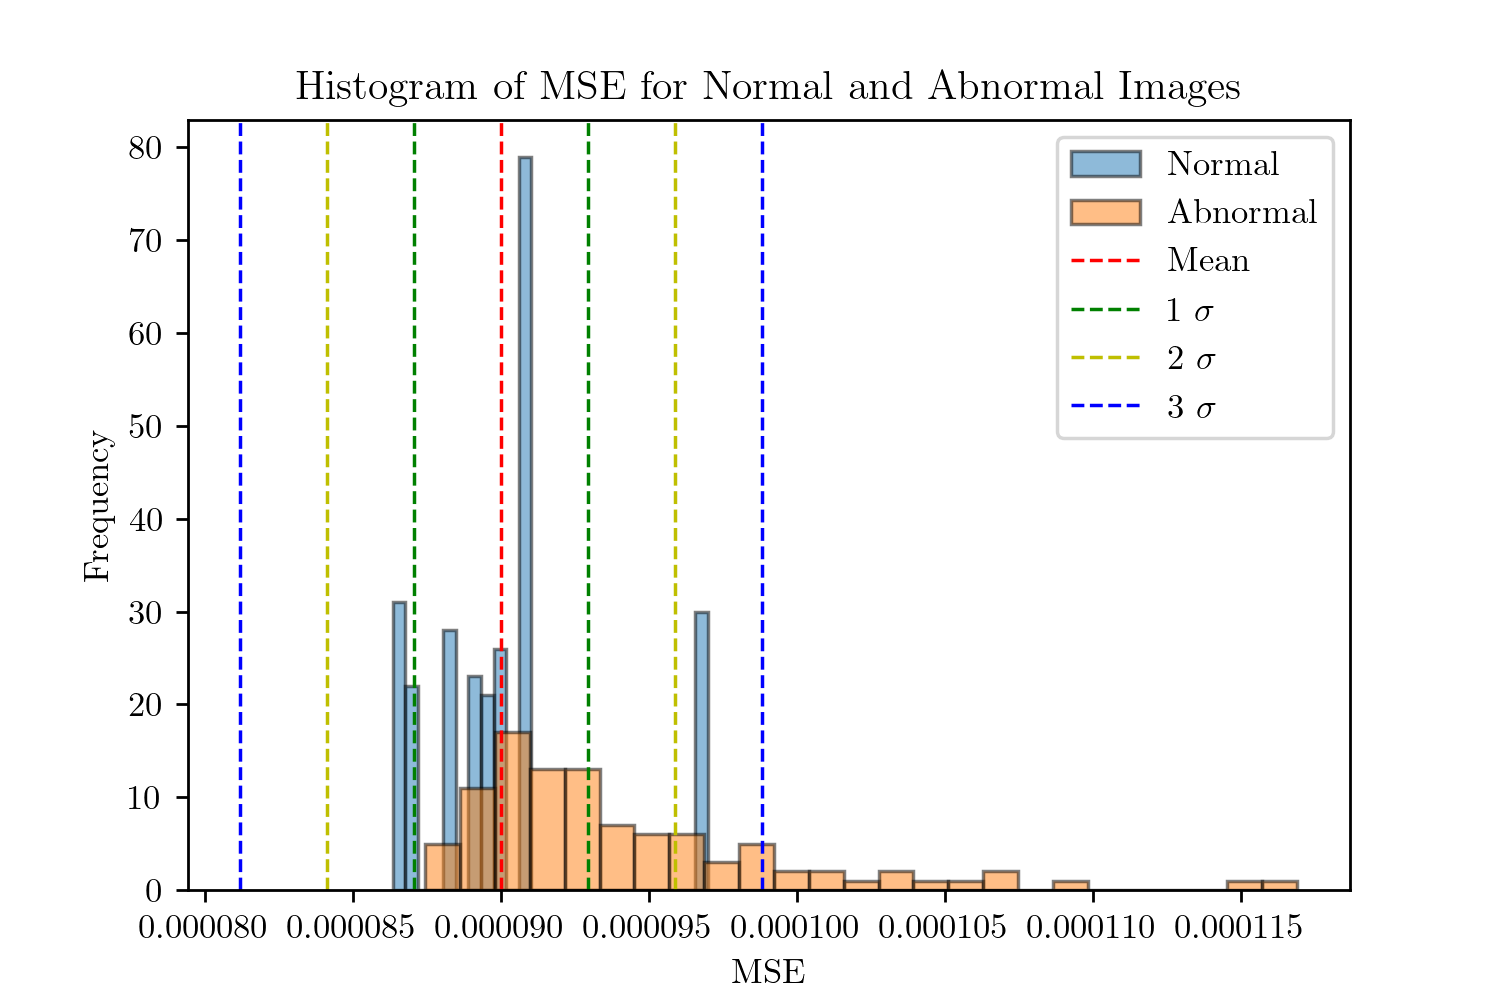 Histogram of MSE for Normal and Abnormal Images
80
70
60
50
40
30
20
10
0
Frequency
Normal
Abnormal
Mean
1 σ
2 σ
3 σ
0.000080 0.000085 0.000090 0.000095 0.000100 0.000105 0.000110 0.000115
MSE